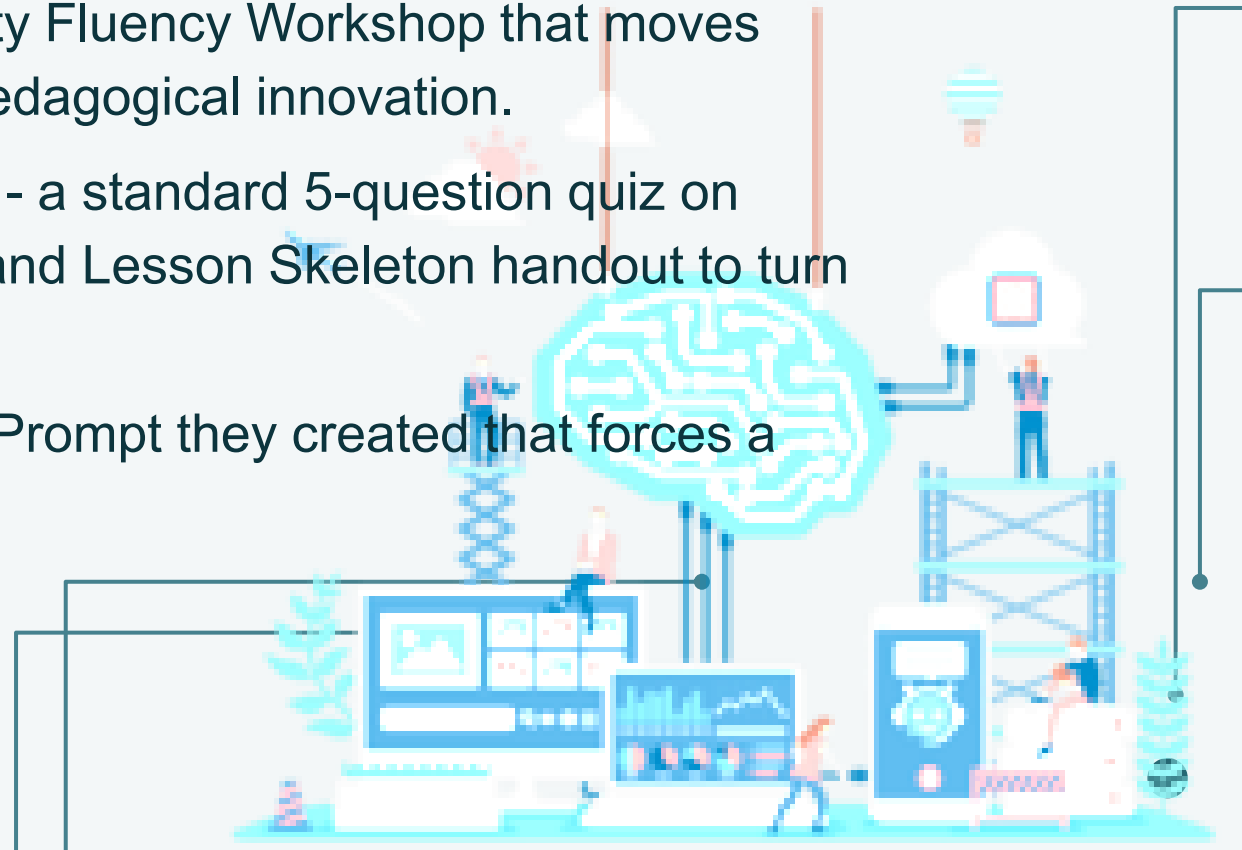 ty Fluency Workshop that moves
edagogical innovation.
- a standard 5-question quiz on
and Lesson Skeleton handout to turn
Prompt they created that forces a